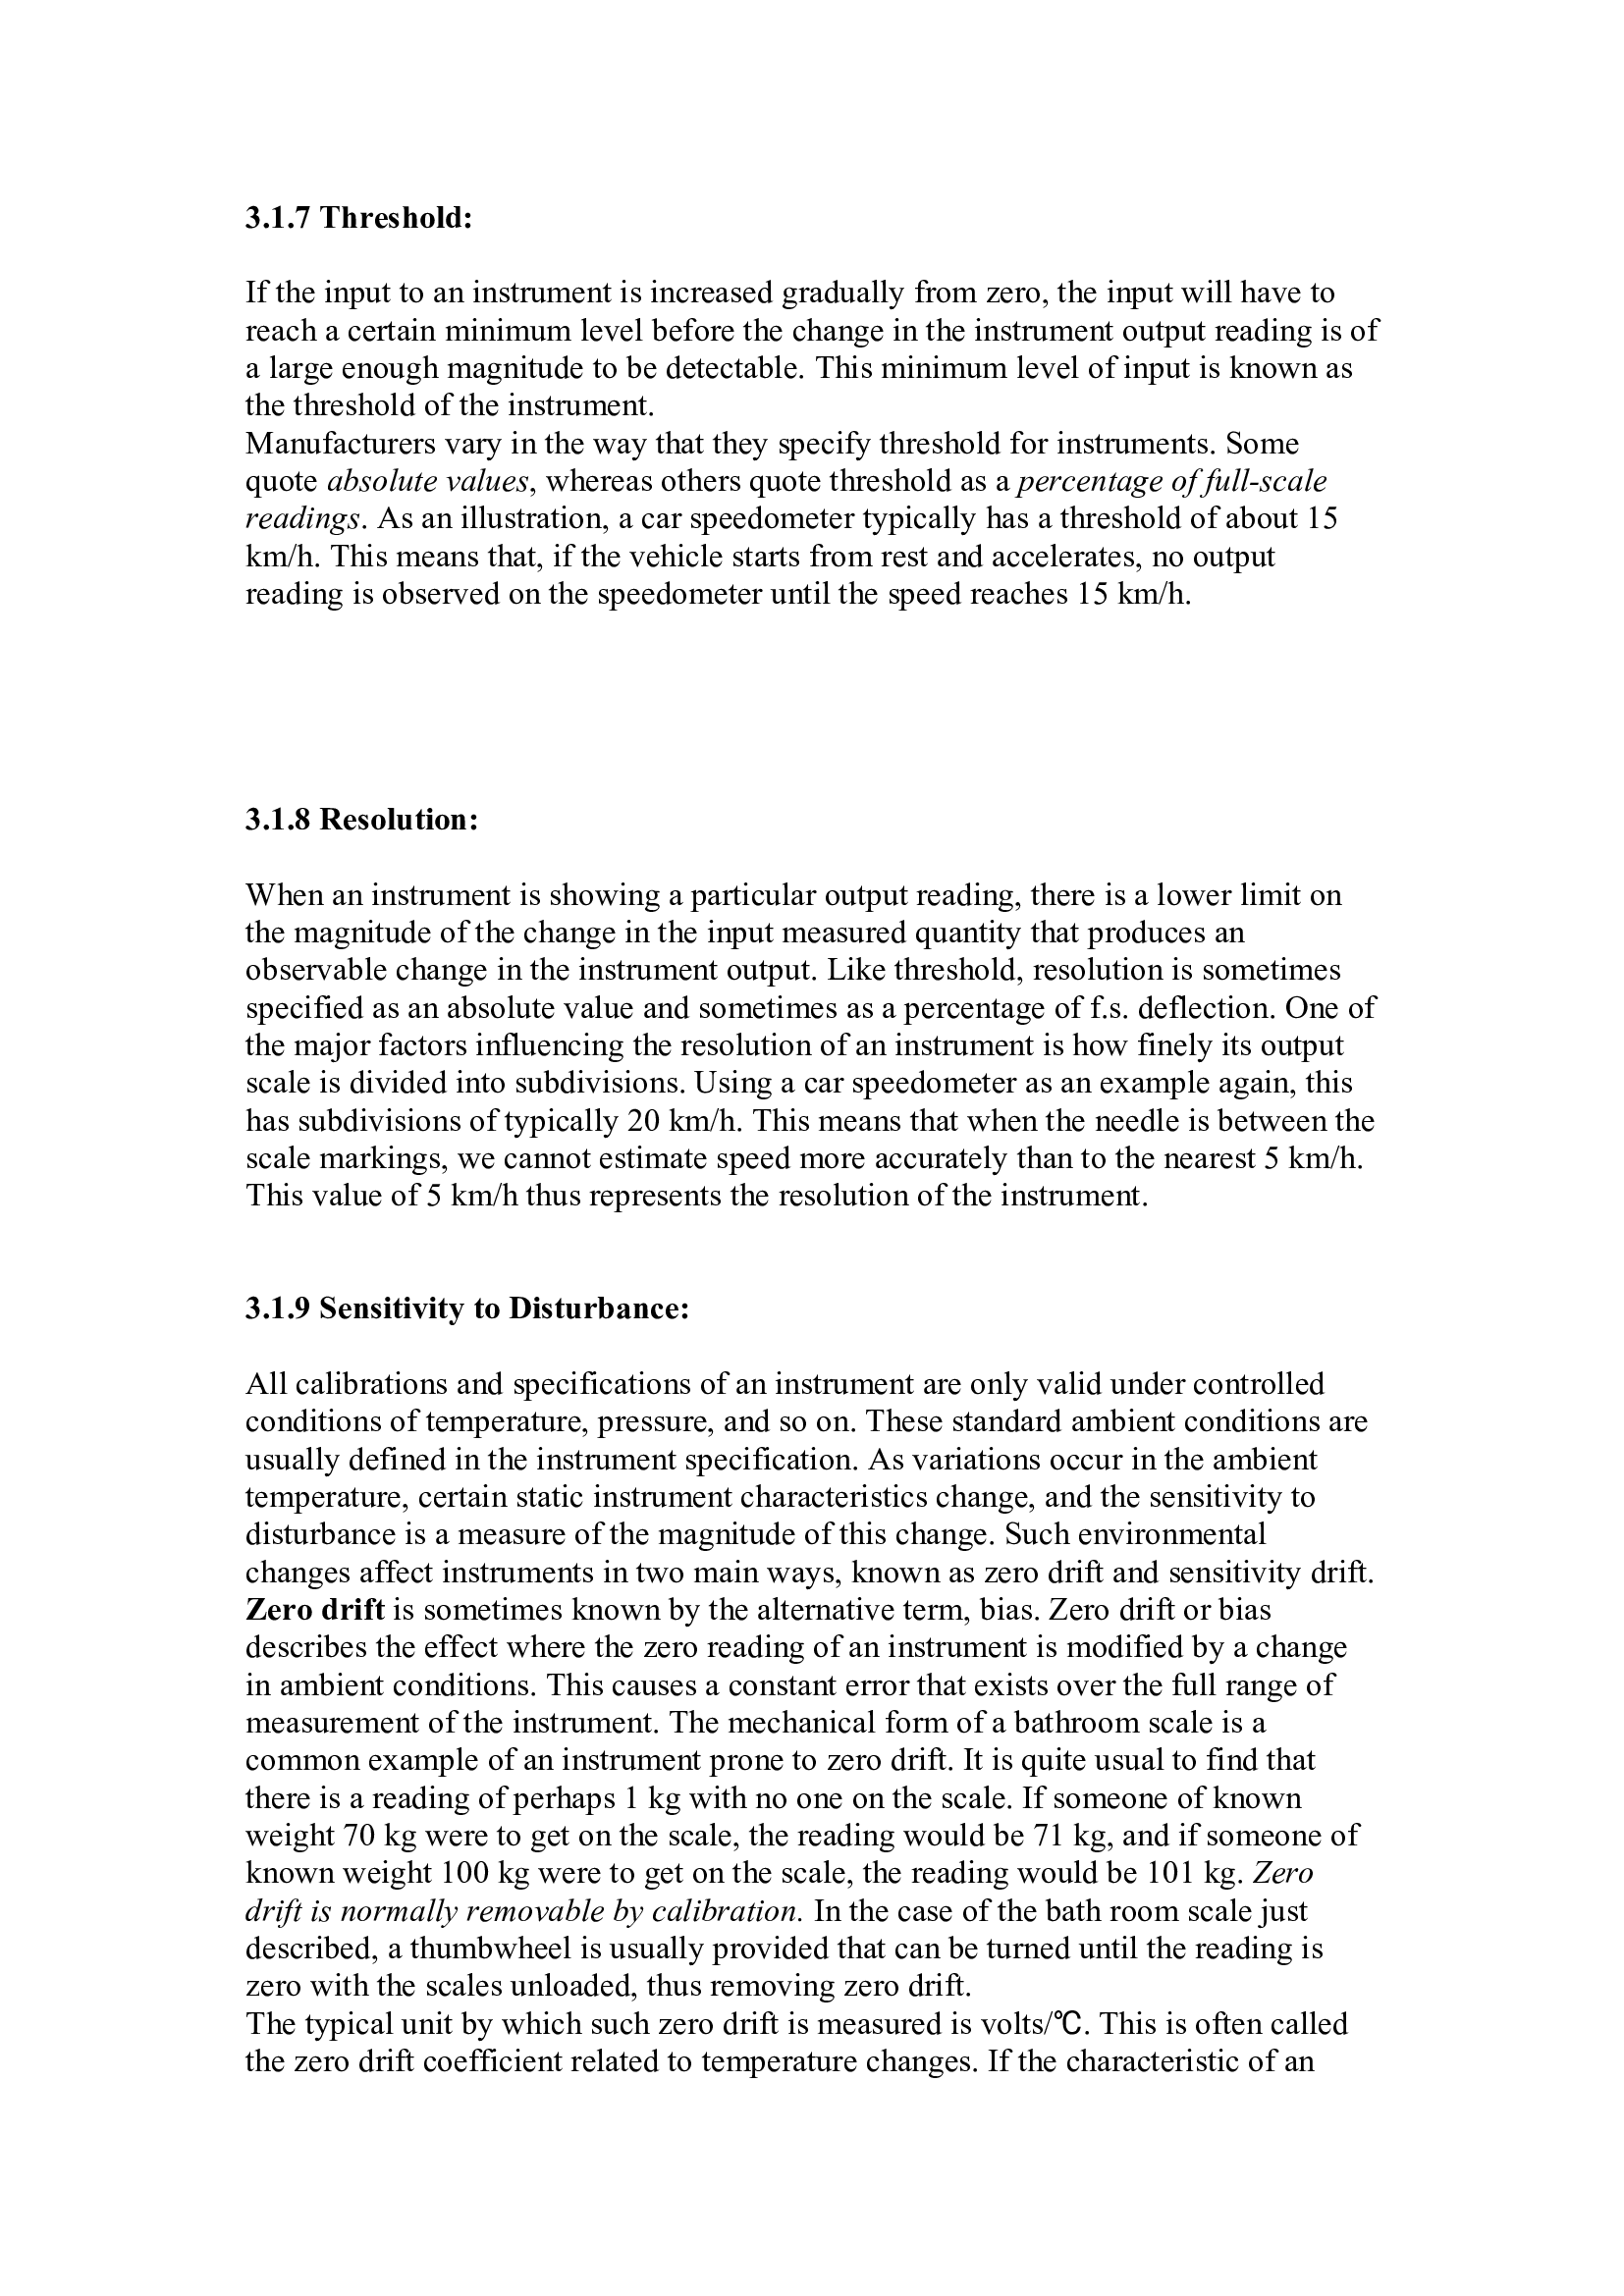 3.1.7 Threshold:
If the input to an instrument is increased gradually from zero, the input will have to
reach a certain minimum level before the change in the instrument output reading is of
a large enough magnitude to be detectable. This minimum level of input is known as
the threshold of the instrument.
Manufacturers vary in the way that they specify threshold for instruments. Some
quote absolute values, whereas others quote threshold as a percentage of full-scale
readings. As an illustration, a car speedometer typically has a threshold of about 15
km/h. This means that, if the vehicle starts from rest and accelerates, no output
reading is observed on the speedometer until the speed reaches 15 km/h.
3.1.8 Resolution:
When an instrument is showing a particular output reading, there is a lower limit on
the magnitude of the change in the input measured quantity that produces an
observable change in the instrument output. Like threshold, resolution is sometimes
specified as an absolute value and sometimes as a percentage of f.s. deflection. One of
the major factors influencing the resolution of an instrument is how finely its output
scale is divided into subdivisions. Using a car speedometer as an example again, this
has subdivisions of typically 20 km/h. This means that when the needle is between the
scale markings, we cannot estimate speed more accurately than to the nearest 5 km/h.
This value of 5 km/h thus represents the resolution of the instrument.
3.1.9 Sensitivity to Disturbance:
All calibrations and specifications of an instrument are only valid under controlled
conditions of temperature, pressure, and so on. These standard ambient conditions are
usually defined in the instrument specification. As variations occur in the ambient
temperature, certain static instrument characteristics change, and the sensitivity to
disturbance is a measure of the magnitude of this change. Such environmental
changes affect instruments in two main ways, known as zero drift and sensitivity drift.
Zero drift is sometimes known by the alternative term, bias. Zero drift or bias
describes the effect where the zero reading of an instrument is modified by a change
in ambient conditions. This causes a constant error that exists over the full range of
measurement of the instrument. The mechanical form of a bathroom scale is a
common example of an instrument prone to zero drift. It is quite usual to find that
there is a reading of perhaps 1 kg with no one on the scale. If someone of known
weight 70 kg were to get on the scale, the reading would be 71 kg, and if someone of
known weight 100 kg were to get on the scale, the reading would be 101 kg. Zero
drift is normally removable by calibration. In the case of the bath room scale just
described, a thumbwheel is usually provided that can be turned until the reading is
zero with the scales unloaded, thus removing zero drift.
The typical unit by which such zero drift is measured is volts/℃. This is often called
the zero drift coefficient related to temperature changes. If the characteristic of an